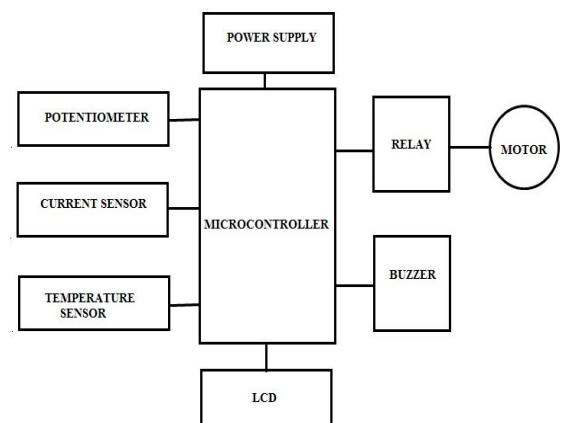 POWER SUPPLY
POTENTIOMETER
RELAY
MOTOR
CURRENT SENSOR
MICROCONTROLLER
BUZZER
TEMPERATURE
SENSOR
LCD